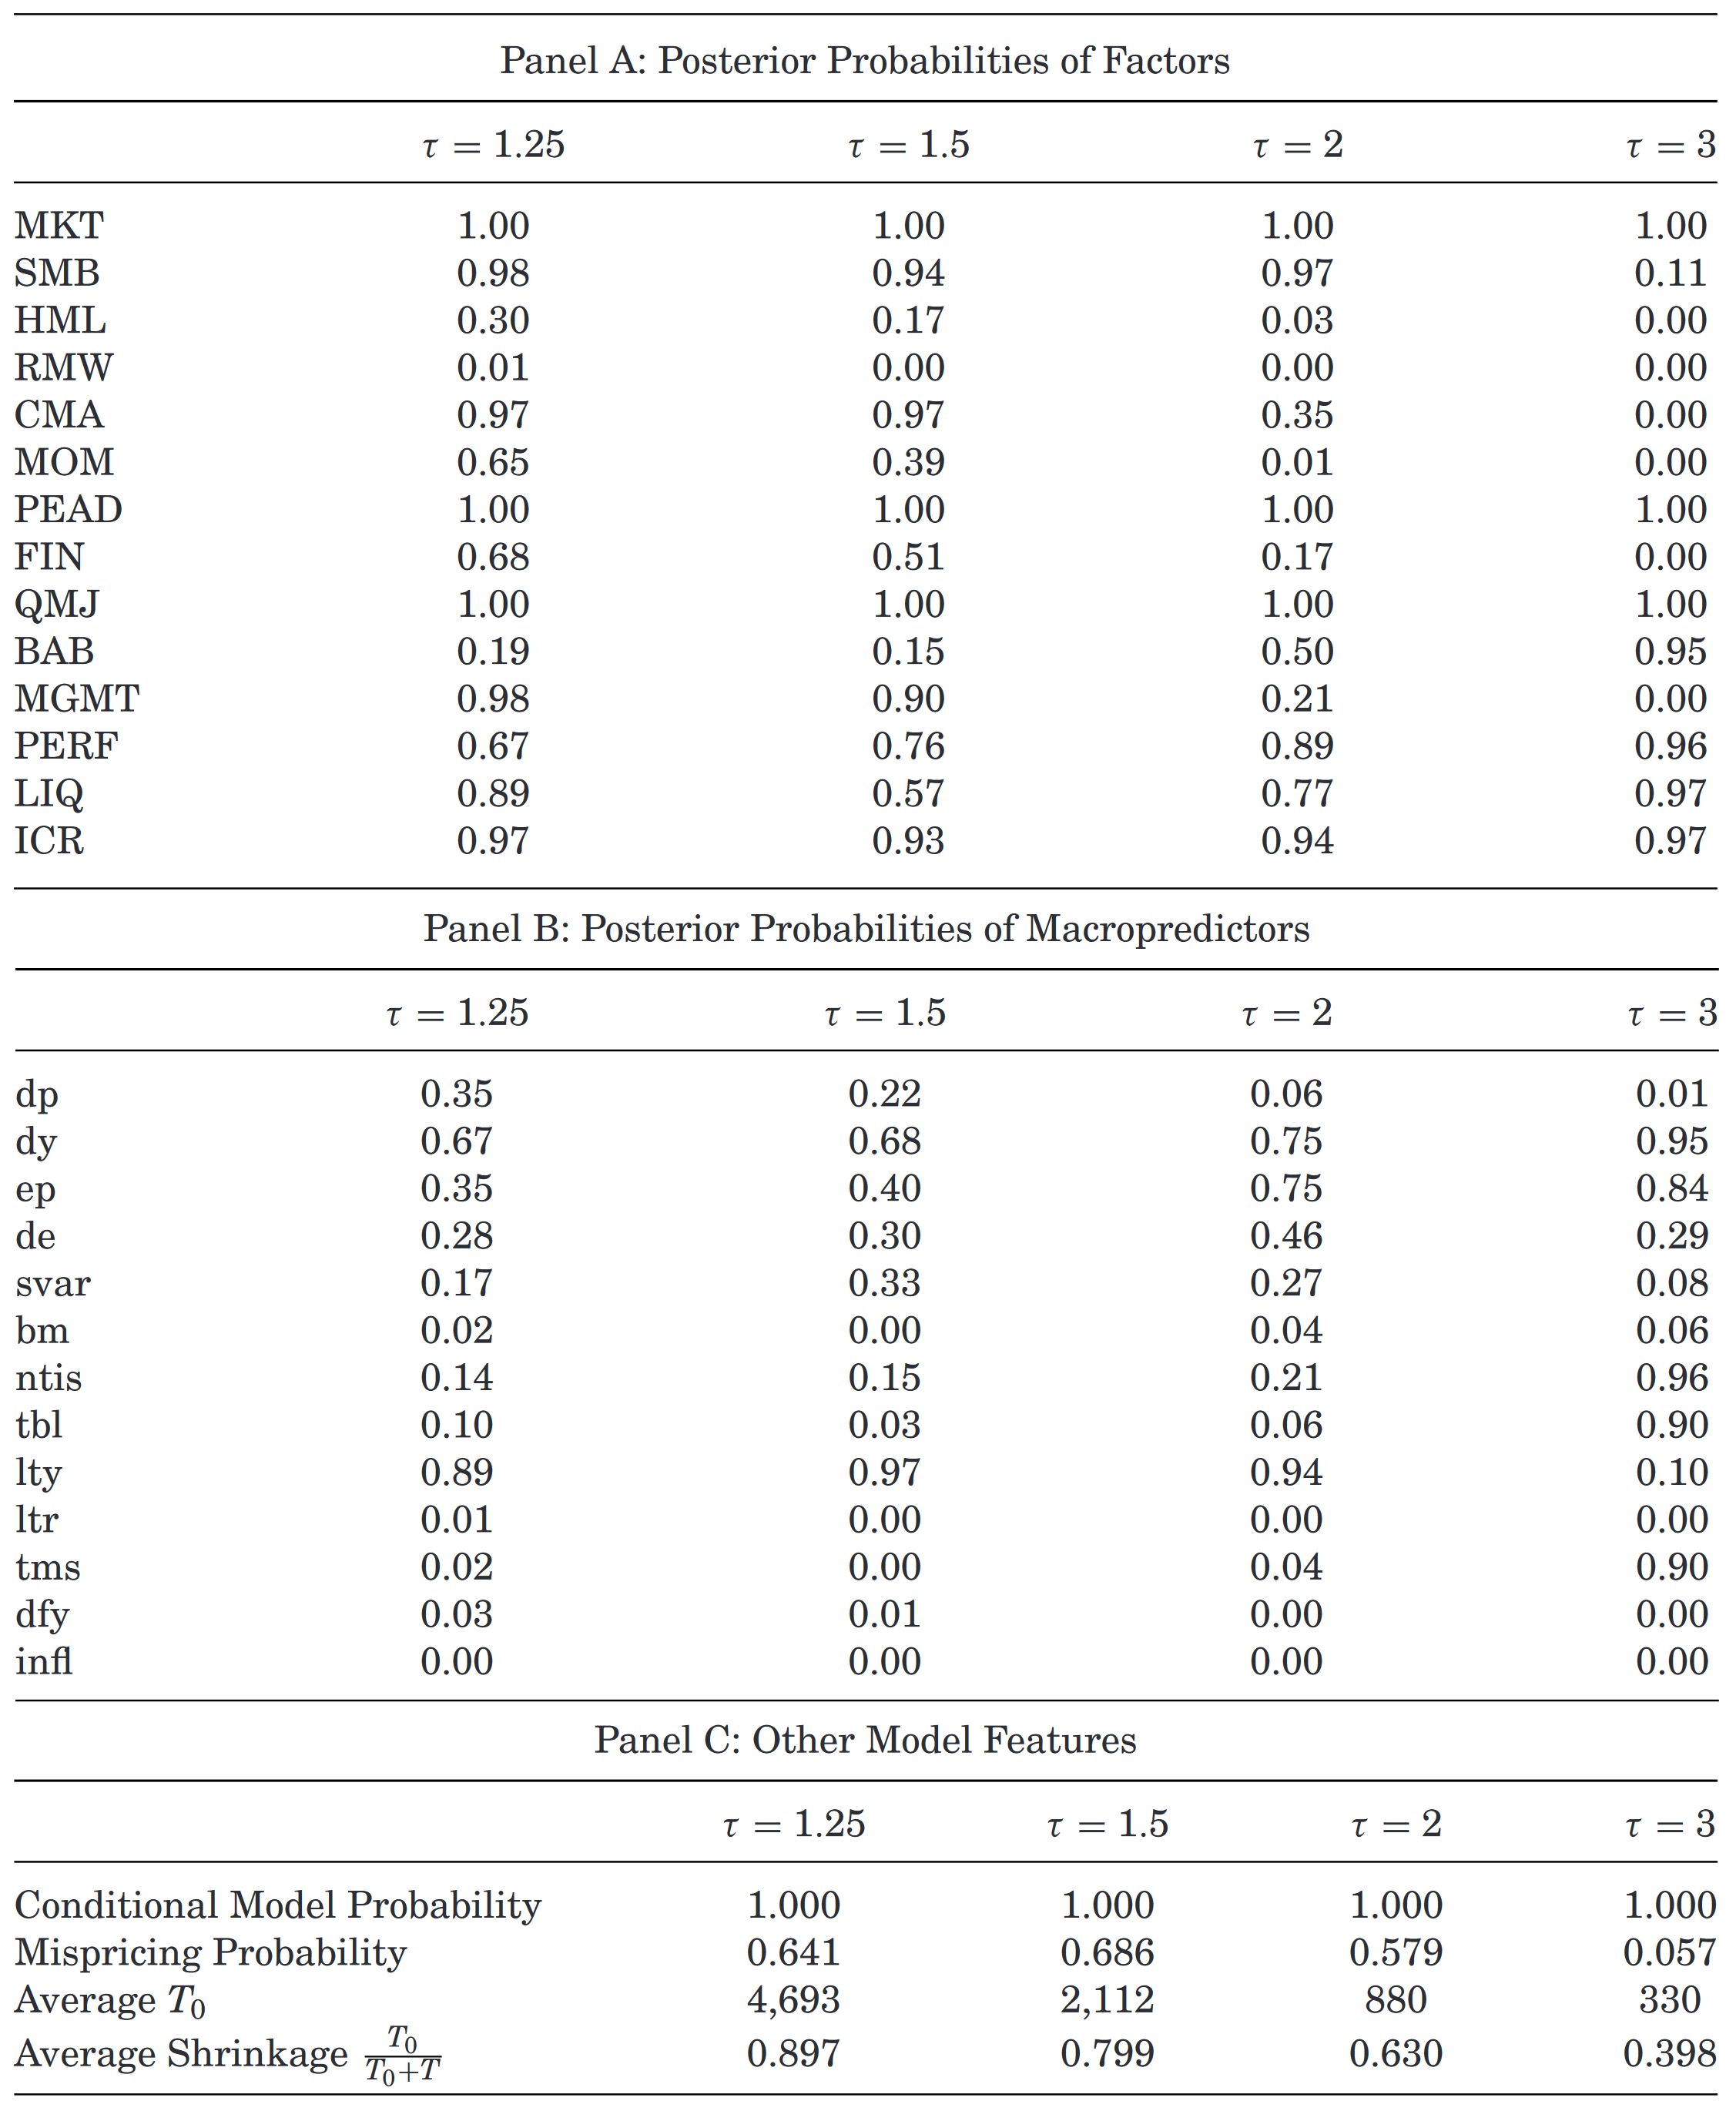 Panel A: Posterior Probabilities of Factors
τ = 1.25 τ = 1.5 τ = 2 τ = 3
MKT 1.00 1.00 1.00 1.00
SMB 0.98 0.94 0.97 0.11
HML 0.30 0.17 0.03 0.00
RMW 0.01 0.00 0.00 0.00
CMA 0.97 0.97 0.35 0.00
MOM 0.65 0.39 0.01 0.00
PEAD 1.00 1.00 1.00 1.00
FIN 0.68 0.51 0.17 0.00
QMJ 1.00 1.00 1.00 1.00
BAB 0.19 0.15 0.50 0.95
MGMT 0.98 0.90 0.21 0.00
PERF 0.67 0.76 0.89 0.96
LIQ 0.89 0.57 0.77 0.97
ICR 0.97 0.93 0.94 0.97
Panel B: Posterior Probabilities of Macropredictors
τ = 1.25 τ = 1.5 τ = 2 τ = 3
dp 0.35 0.22 0.06 0.01
dy 0.67 0.68 0.75 0.95
ep 0.35 0.40 0.75 0.84
de 0.28 0.30 0.46 0.29
svar 0.17 0.33 0.27 0.08
bm 0.02 0.00 0.04 0.06
ntis 0.14 0.15 0.21 0.96
tbl 0.10 0.03 0.06 0.90
lty 0.89 0.97 0.94 0.10
ltr 0.01 0.00 0.00 0.00
tms 0.02 0.00 0.04 0.90
dfy 0.03 0.01 0.00 0.00
infl 0.00 0.00 0.00 0.00
Panel C: Other Model Features
τ = 1.25 τ = 1.5 τ = 2 τ = 3
Conditional Model Probability 1.000 1.000 1.000 1.000
Mispricing Probability 0.641 0.686 0.579 0.057
Average T₀ 4,693 2,112 880 330
Average Shrinkage T₀/(T₀+T) 0.897 0.799 0.630 0.398